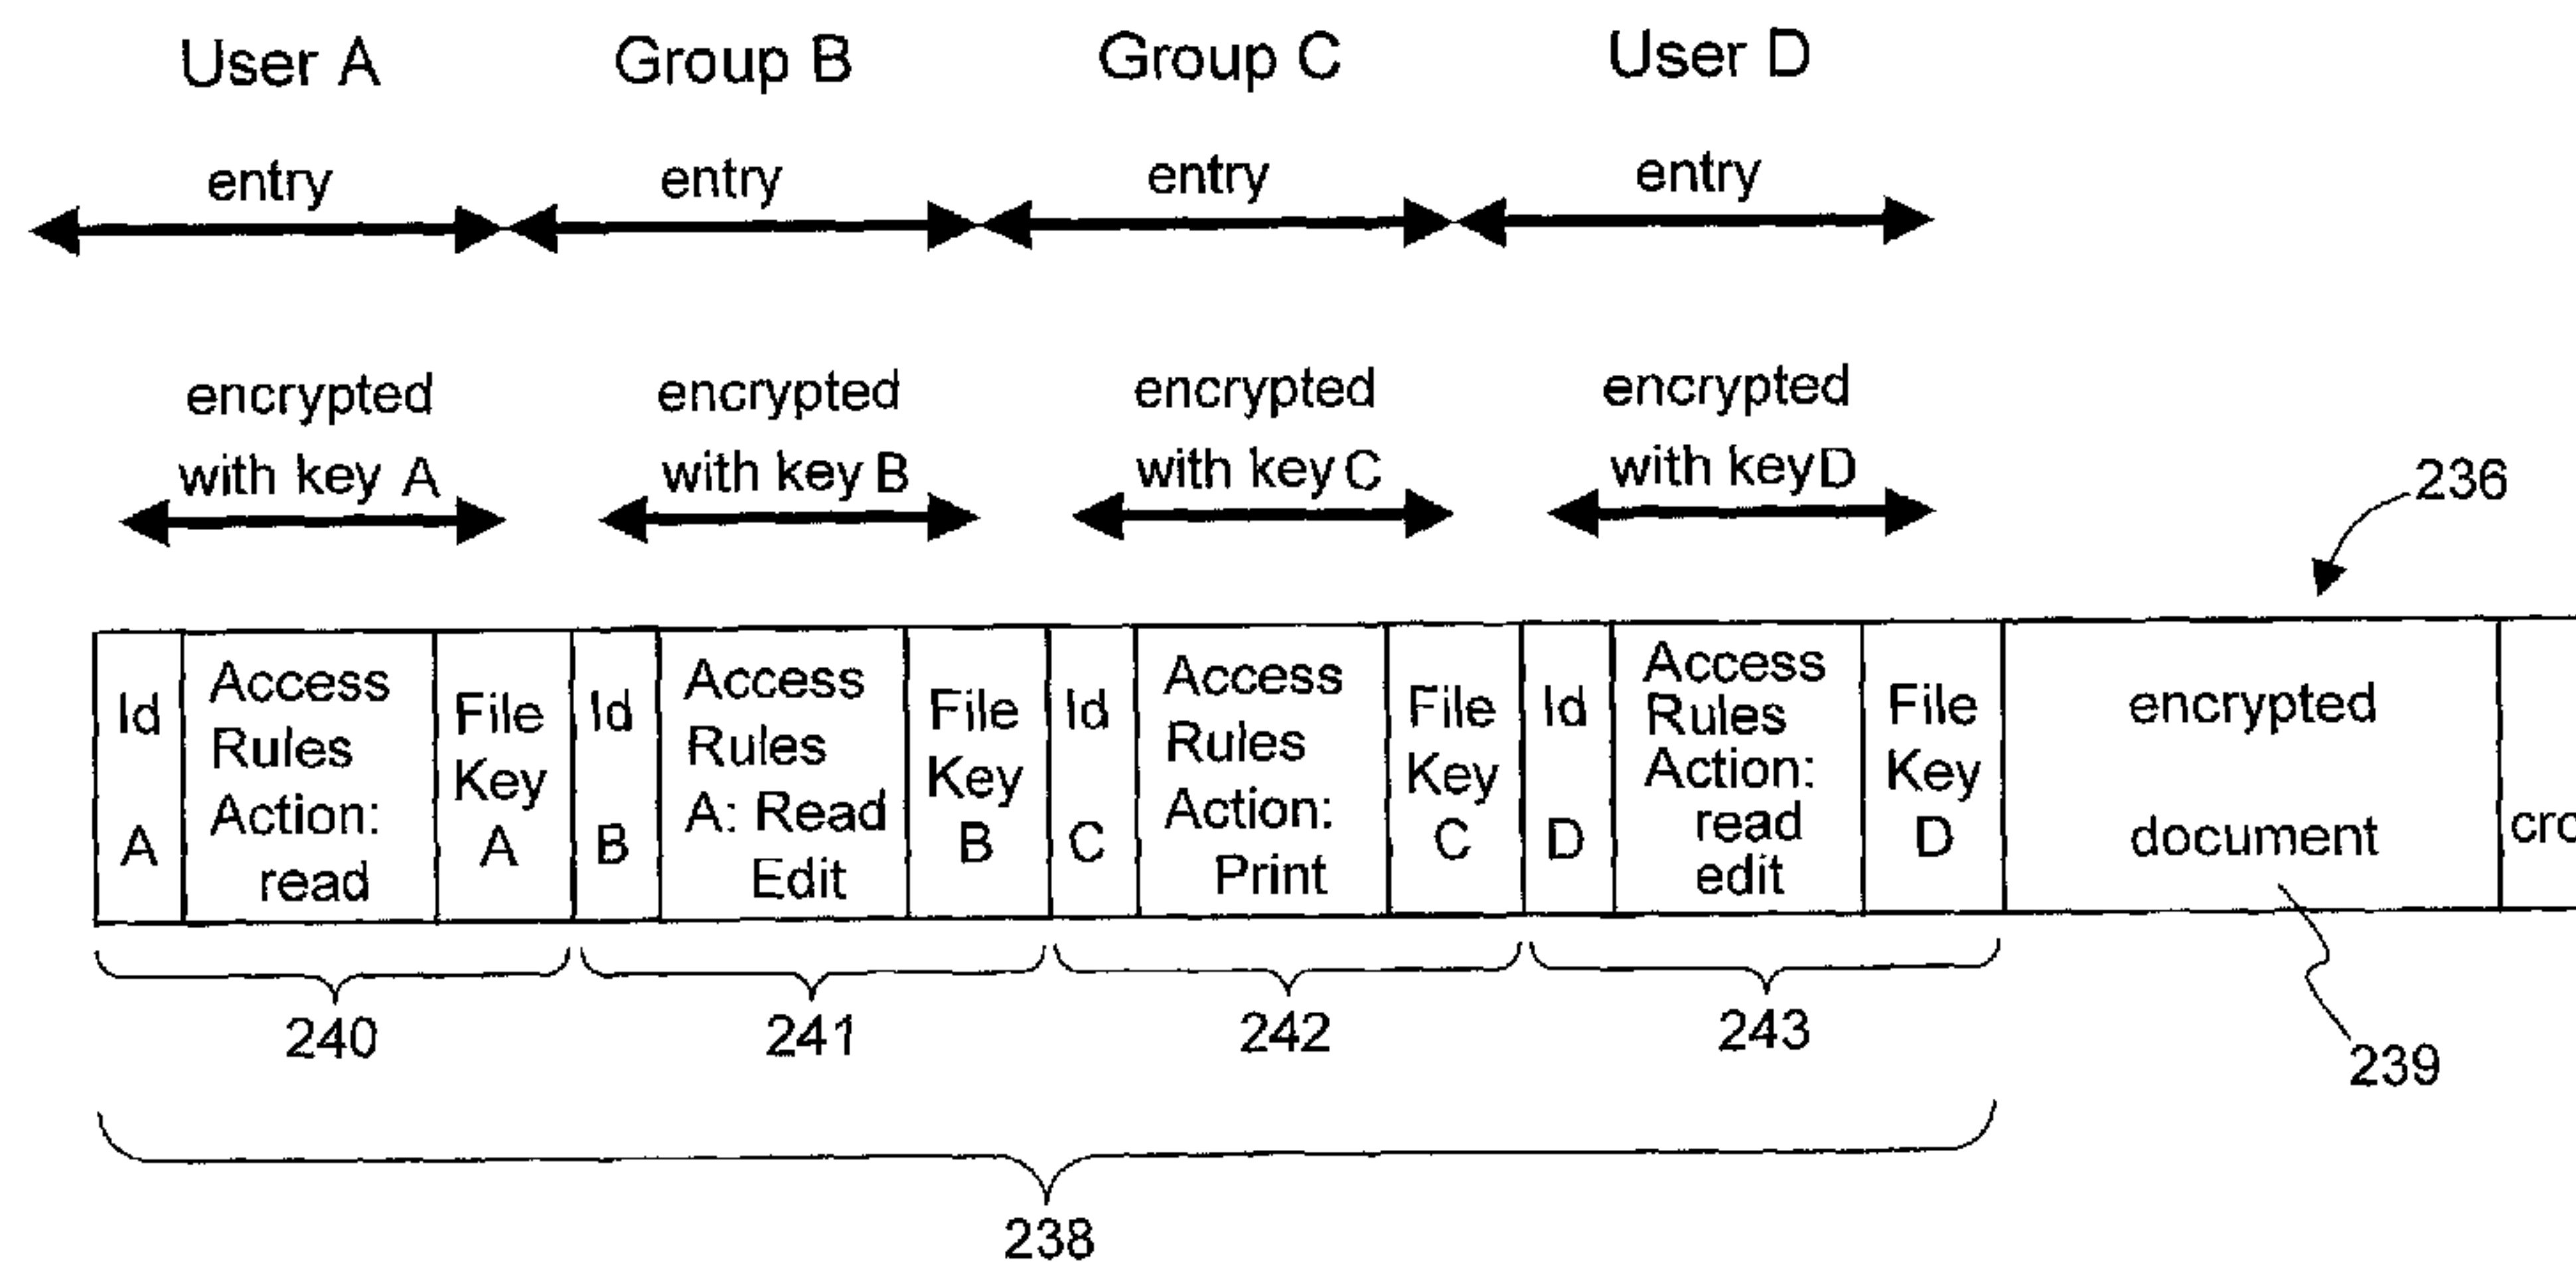 User A
Group B
Group C
User D
entry
entry
entry
entry
encrypted
with key A
encrypted
with key B
encrypted
with key C
encrypted
with key D
236
Id
A
Access
Rules
Action:
read
File
Key
A
Id
B
Access
Rules
A: Read
Edit
File
Key
B
Id
C
Access
Rules
Action:
Print
File
Key
C
Id
D
Access
Rules
Action:
read
edit
File
Key
D
encrypted
document
240
241
242
243
239
238